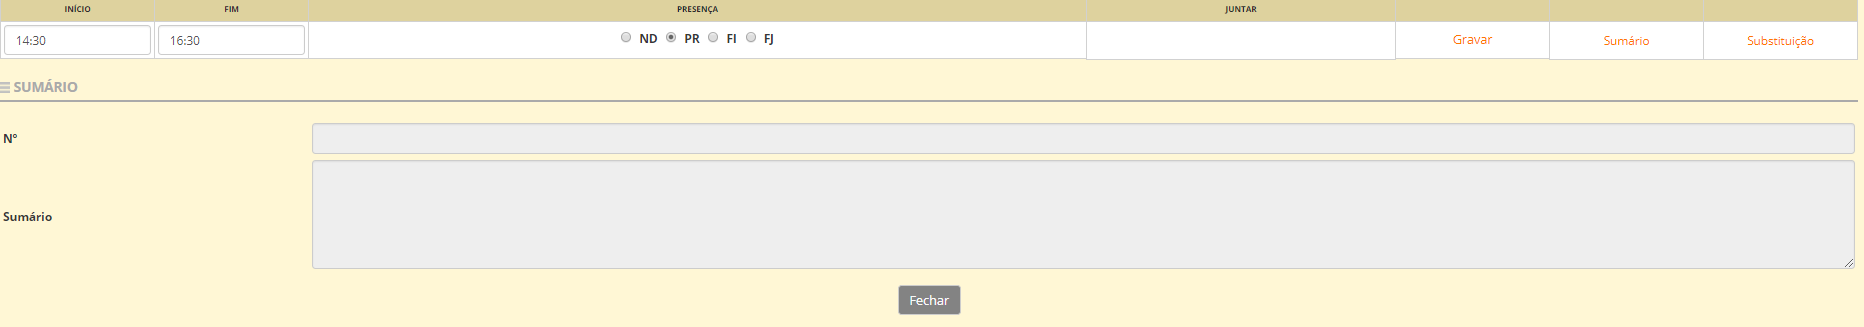 INÍCIO FIM PRESENÇA JUNTAR
14:30 16:30 ND PR FI FJ Gravar Sumário Substituição
SUMÁRIO
Nº
Sumário
Fechar